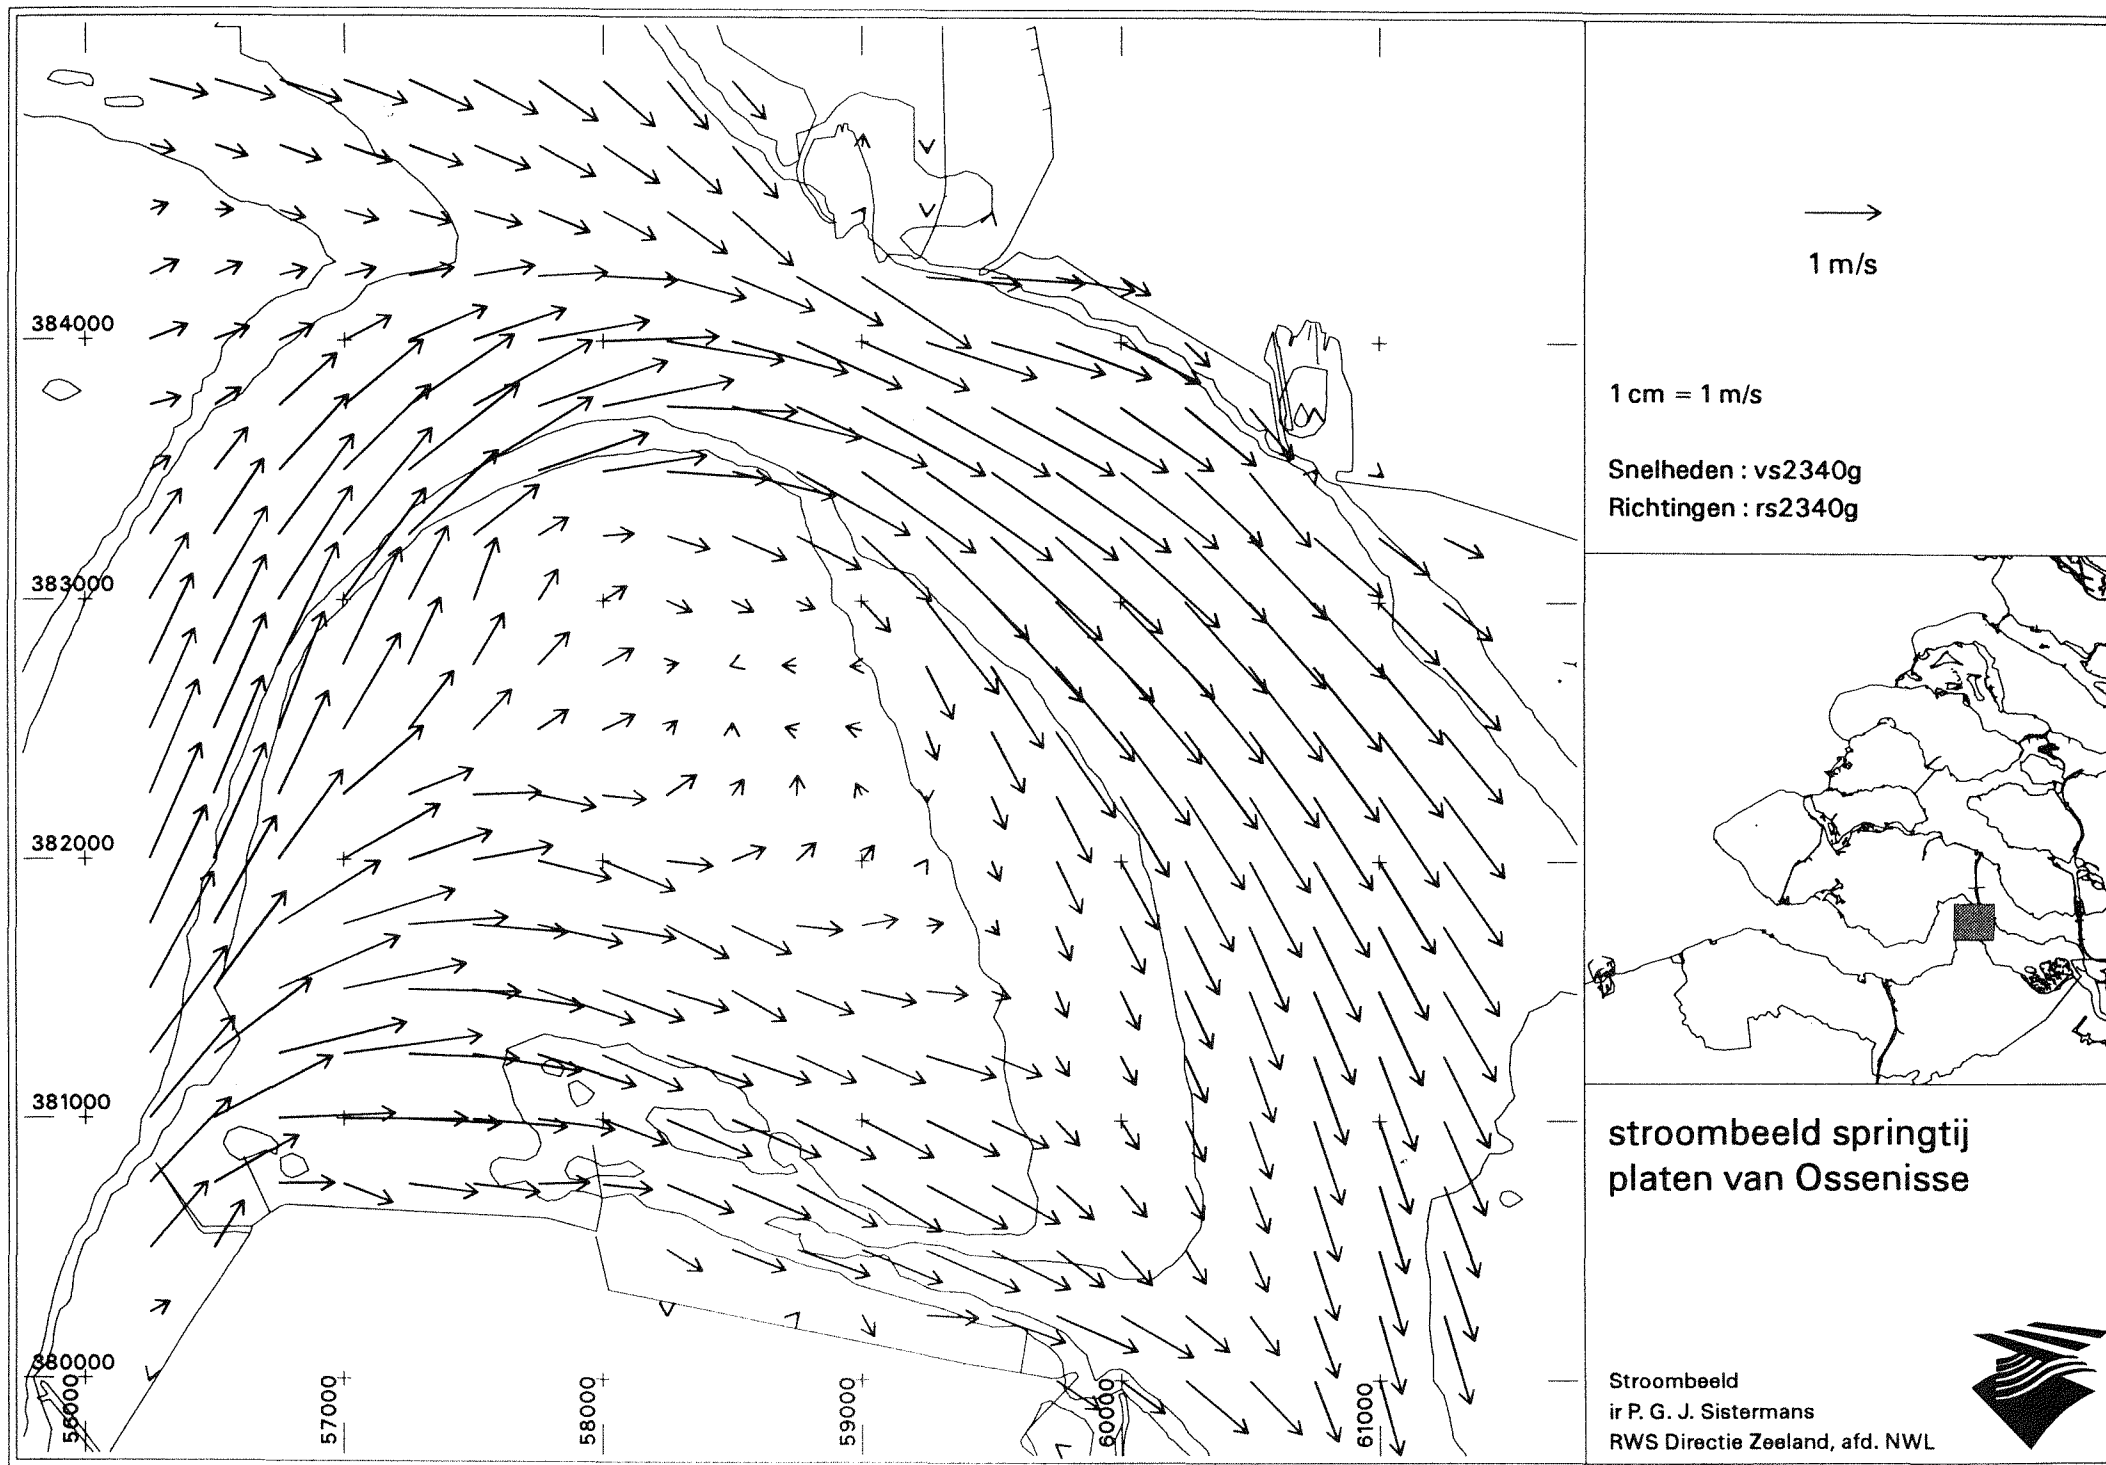 384000
383000
382000
381000
380000
56000
57000
58000
59000
60000
61000
1 m/s
1 cm = 1 m/s
Snelheden : vs2340g
Richtingen : rs2340g
stroombeeld springtij
platen van Ossenisse
Stroombeeld
ir P. G. J. Sistermans
RWS Directie Zeeland, afd. NWL